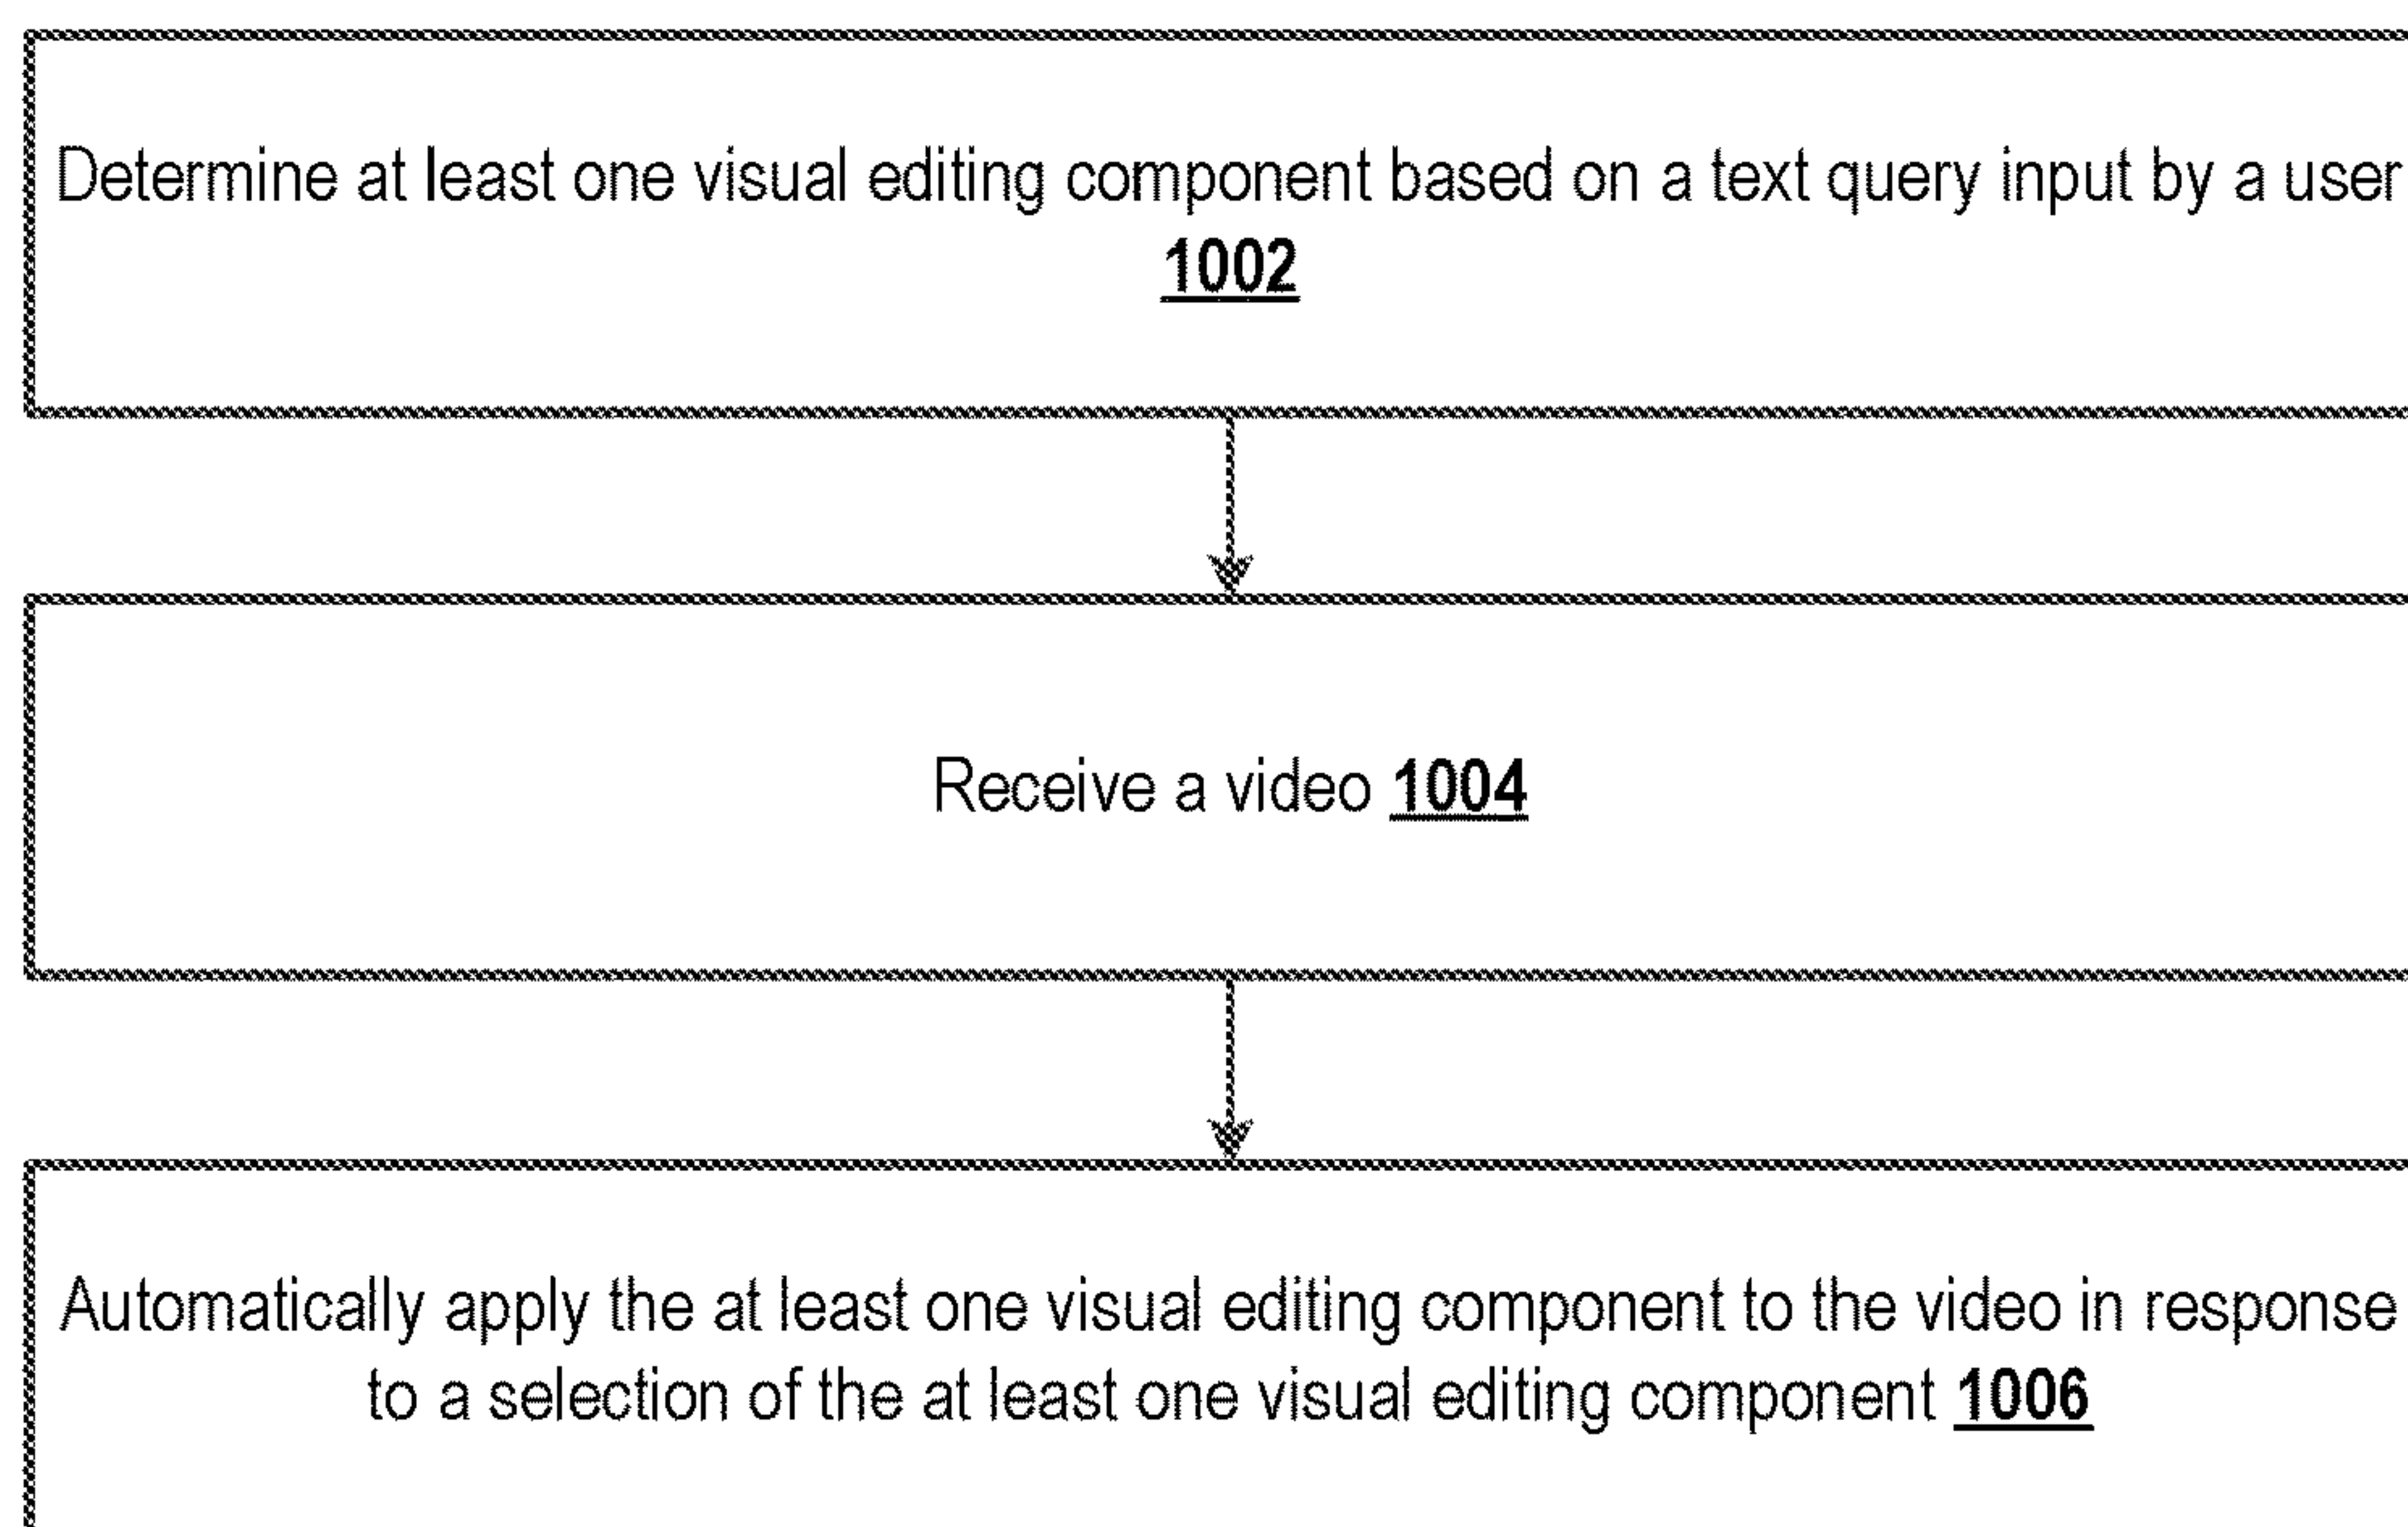 Determine at least one visual editing component based on a text query input by a user
1002
Receive a video 1004
Automatically apply the at least one visual editing component to the video in response
to a selection of the at least one visual editing component 1006